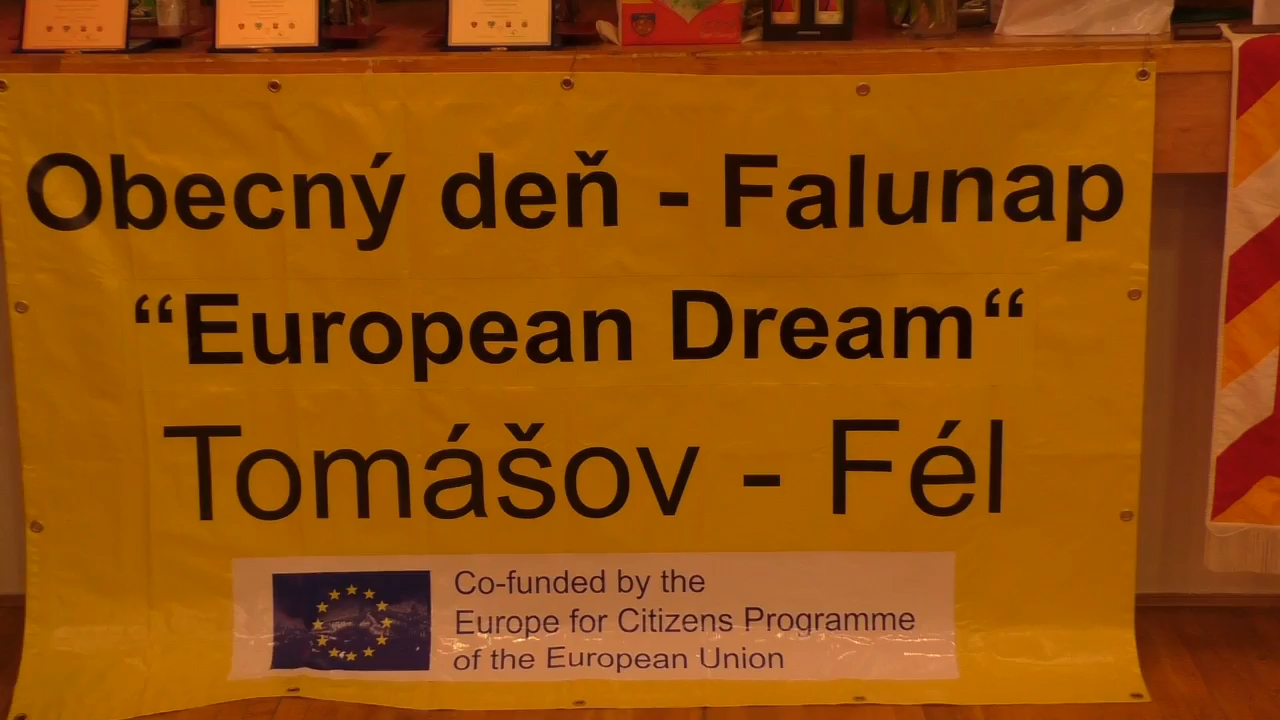 Obecný deň - Falunap
“European Dream“
Tomášov - Fél
Co-funded by the
Europe for Citizens Programme
of the European Union